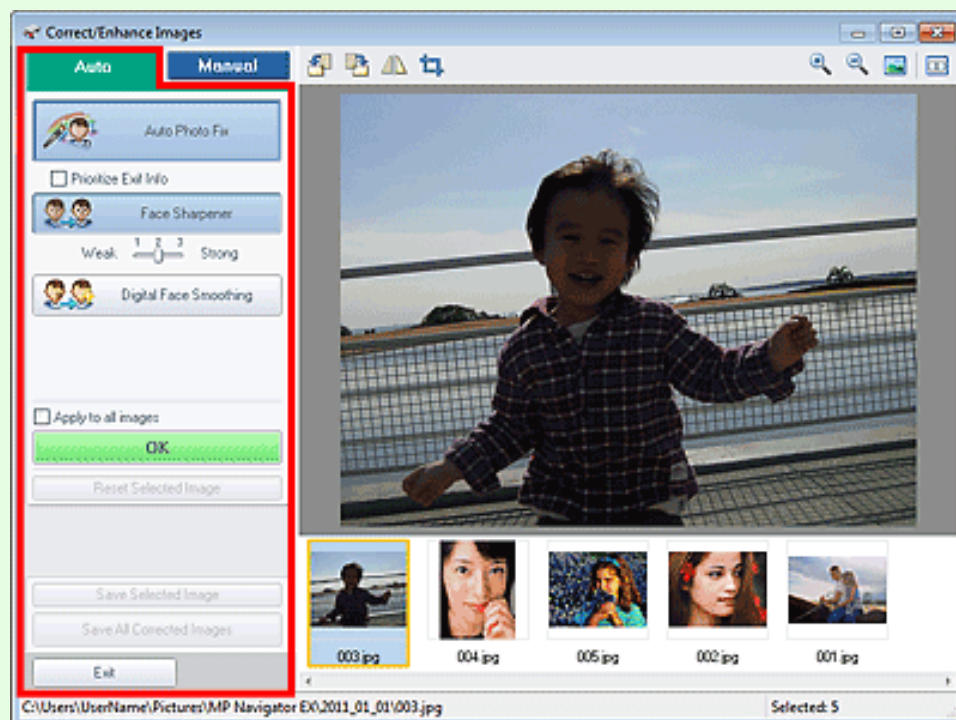 Correct/Enhance Images
Auto
Manual
Auto Photo Fix
Prioritize Exif Info
Face Sharpener
1 2 3
Weak Strong
Digital Face Smoothing
Apply to all images
OK
Reset Selected Image
Save Selected Image
Save All Corrected Images
Exit
003.jpg
004.jpg
005.jpg
002.jpg
001.jpg
C:\Users\UserName\Pictures\MP Navigator EX\2011_01_01\003.jpg
Selected: 5